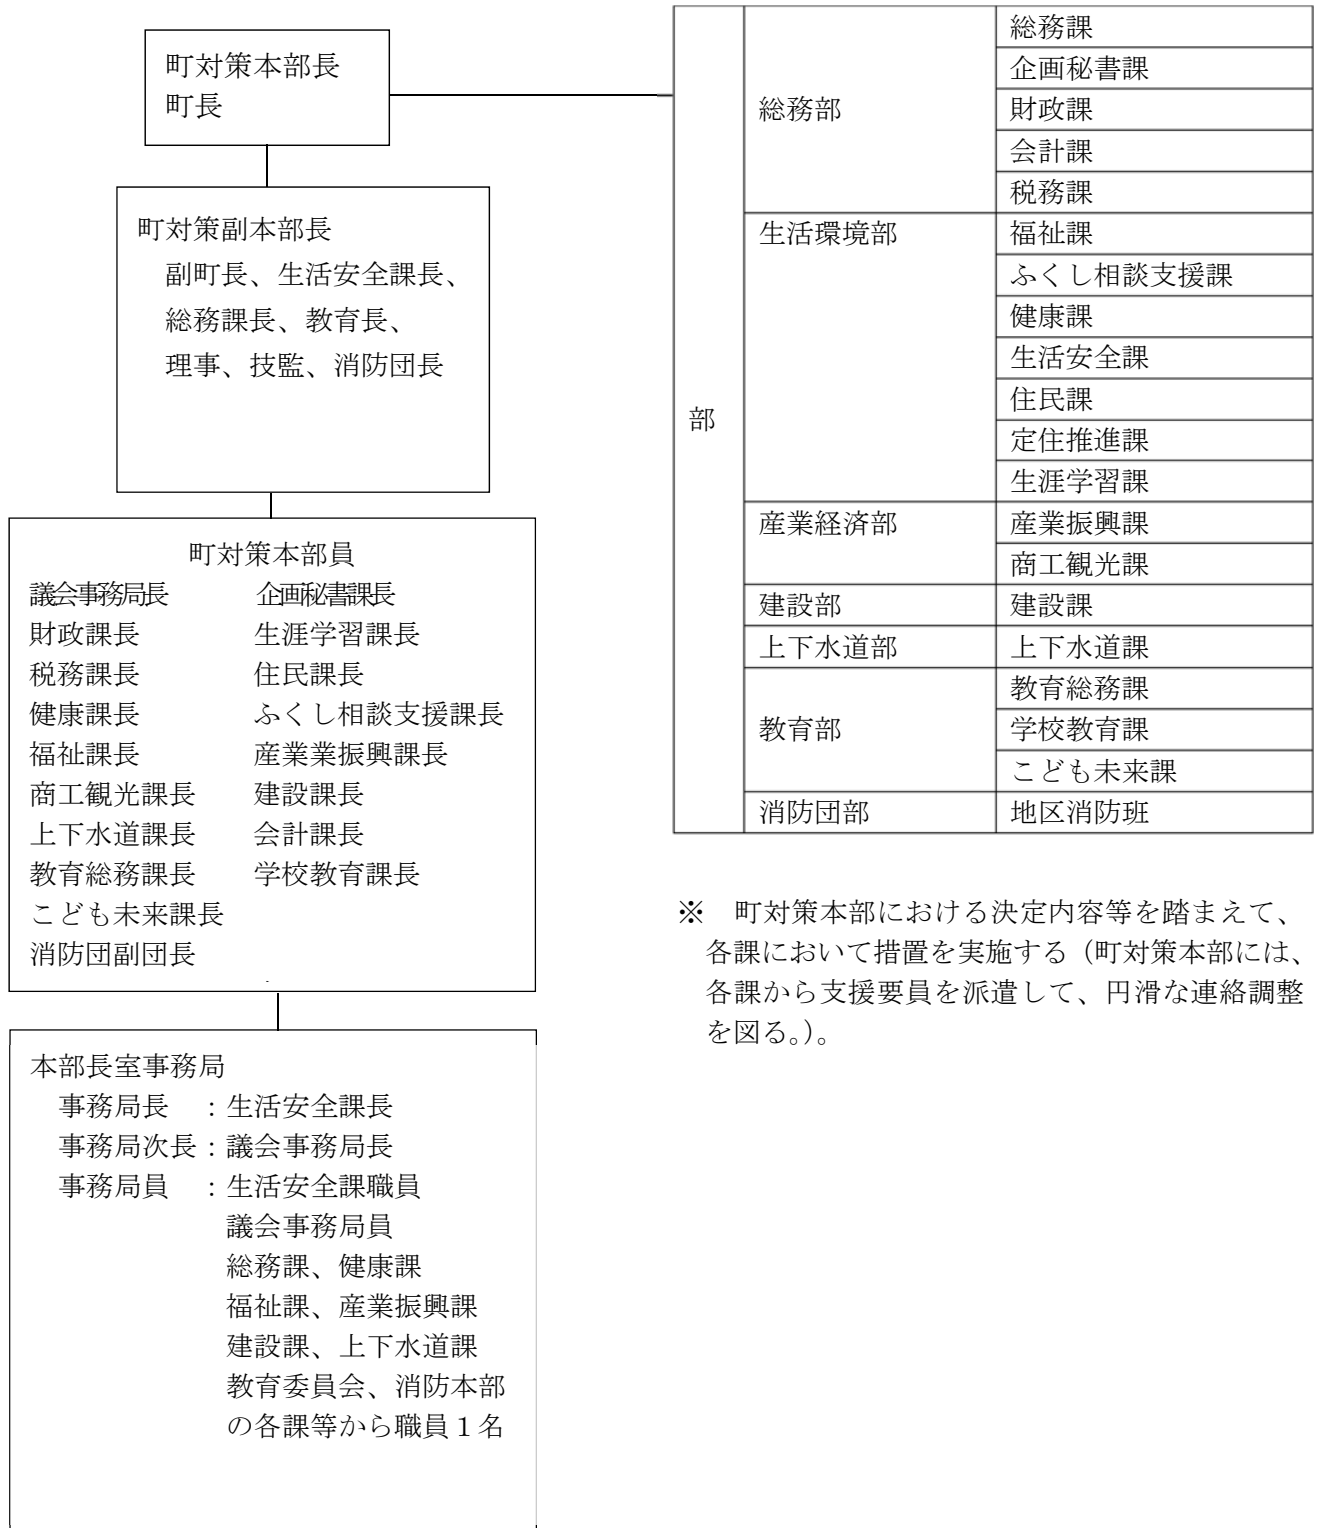 町対策本部長
町長
町対策副本部長
副町長、生活安全課長、
総務課長、教育長、
理事、技監、消防団長
町対策本部員
議会事務局長　企画秘書課長
財政課長　生涯学習課長
税務課長　住民課長
健康課長　ふくし相談支援課長
福祉課長　産業業振興課長
商工観光課長　建設課長
上下水道課長　会計課長
教育総務課長　学校教育課長
こども未来課長
消防団副団長
本部長室事務局
事務局長　：生活安全課長
事務局次長：議会事務局長
事務局員　：生活安全課職員
議会事務局員
総務課、健康課
福祉課、産業振興課
建設課、上下水道課
教育委員会、消防本部
の各課等から職員１名
部
総務部
総務課
企画秘書課
財政課
会計課
税務課
生活環境部
福祉課
ふくし相談支援課
健康課
生活安全課
住民課
定住推進課
生涯学習課
産業経済部
産業振興課
商工観光課
建設部
建設課
上下水道部
上下水道課
教育部
教育総務課
学校教育課
こども未来課
消防団部
地区消防班
※　町対策本部における決定内容等を踏まえて、
各課において措置を実施する（町対策本部には、
各課から支援要員を派遣して、円滑な連絡調整
を図る。）。